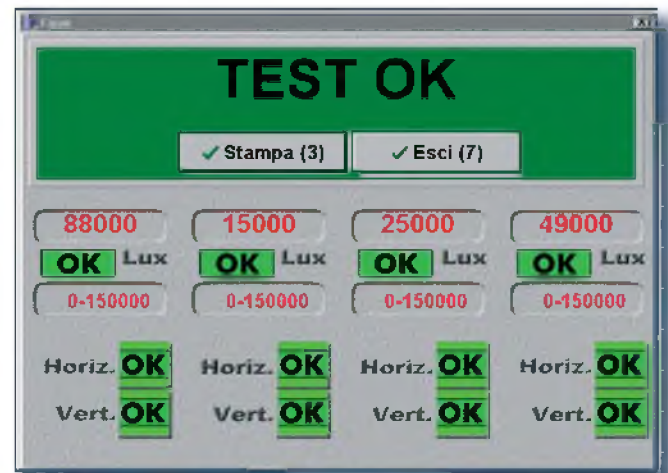 TEST OK
✓ Stampa (3) ✓ Esci (7)
88000 15000 25000 49000
OK Lux OK Lux OK Lux OK Lux
0-150000 0-150000 0-150000 0-150000
Horiz. OK Horiz. OK Horiz. OK Horiz. OK
Vert. OK Vert. OK Vert. OK Vert. OK